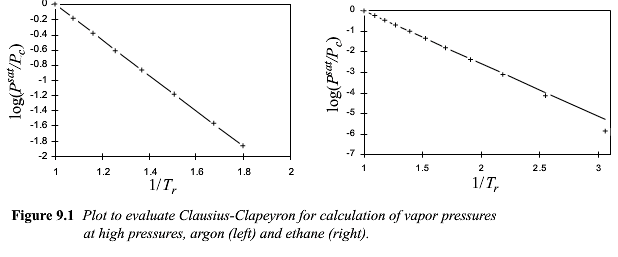 0
-0.2
-0.4
-0.6
-0.8
-1
-1.2
-1.4
-1.6
-1.8
-2
log(P^sat/P_c)
1 1.2 1.4 1.6 1.8 2
1/T_r
0
-1
-2
-3
-4
-5
-6
-7
log(P^sat/P_c)
1 1.5 2 2.5 3
1/T_r
Figure 9.1 Plot to evaluate Clausius-Clapeyron for calculation of vapor pressures
at high pressures, argon (left) and ethane (right).